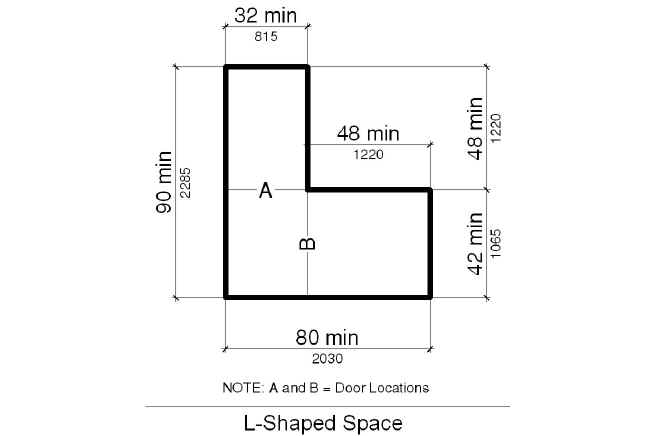 32 min
815
48 min
1220
48 min
1220
90 min
2285
A
B
42 min
1065
80 min
2030
NOTE: A and B = Door Locations
L-Shaped Space